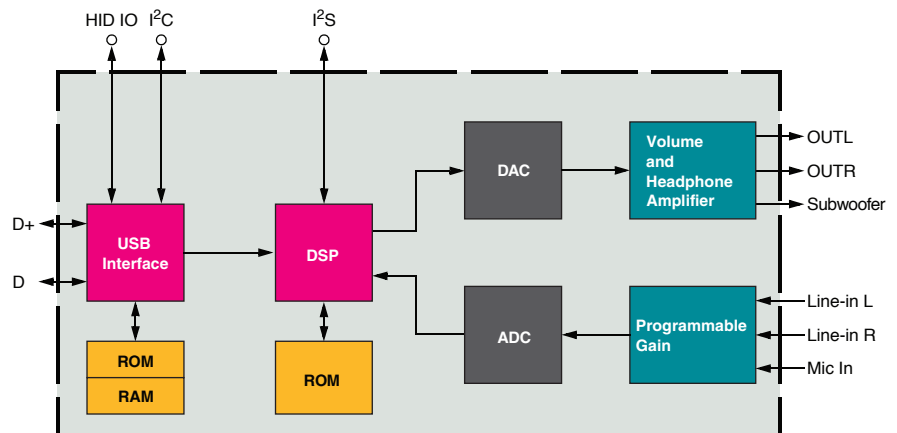 HID IO I²C I²S
DAC
Volume
and
Headphone
Amplifier
OUTL
OUTR
Subwoofer
D+
D
USB
Interface
DSP
ADC
Programmable
Gain
Line-in L
Line-in R
Mic In
ROM
RAM
ROM